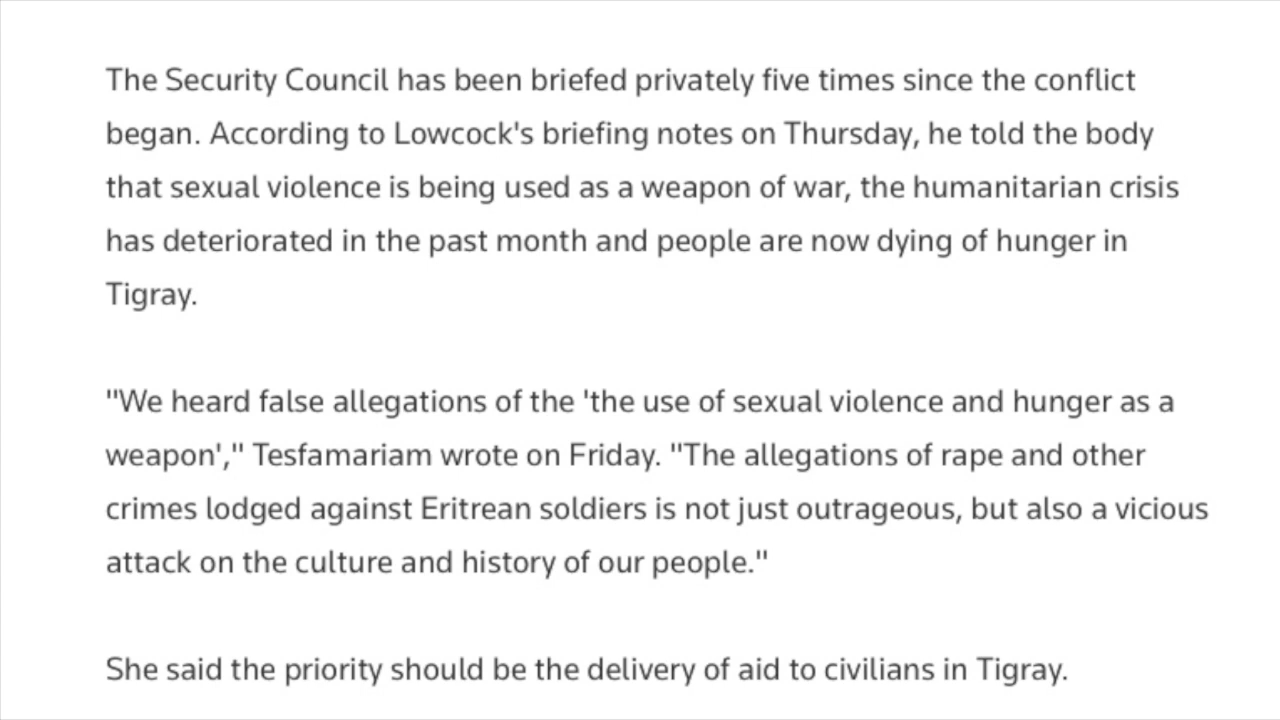 The Security Council has been briefed privately five times since the conflict
began. According to Lowcock's briefing notes on Thursday, he told the body
that sexual violence is being used as a weapon of war, the humanitarian crisis
has deteriorated in the past month and people are now dying of hunger in
Tigray.
"We heard false allegations of the 'the use of sexual violence and hunger as a
weapon'," Tesfamariam wrote on Friday. "The allegations of rape and other
crimes lodged against Eritrean soldiers is not just outrageous, but also a vicious
attack on the culture and history of our people."
She said the priority should be the delivery of aid to civilians in Tigray.